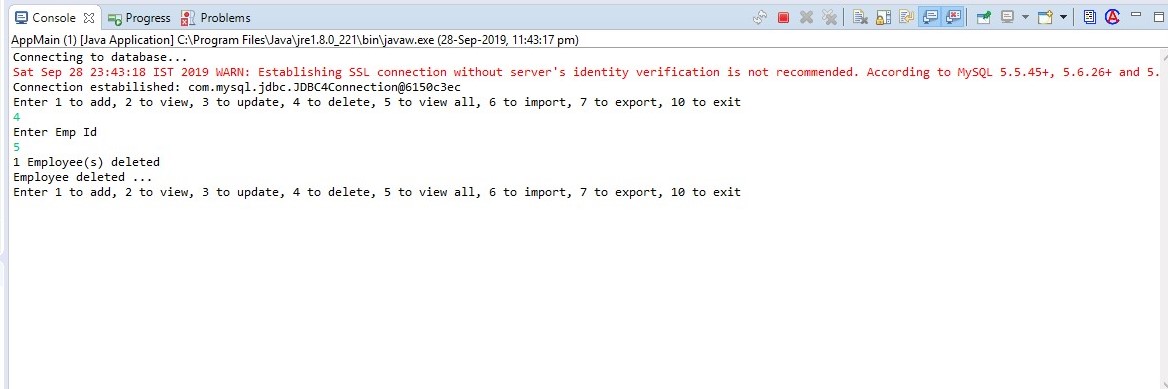 Console Progress Problems
AppMain (1) [Java Application] C:\Program Files\Java\jre1.8.0_221\bin\javaw.exe (28-Sep-2019, 11:43:17 pm)
Connecting to database...
Sat Sep 28 23:43:18 IST 2019 WARN: Establishing SSL connection without server's identity verification is not recommended. According to MySQL 5.5.45+, 5.6.26+ and 5.
Connection estabilished: com.mysql.jdbc.JDBC4Connection@6150c3ec
Enter 1 to add, 2 to view, 3 to update, 4 to delete, 5 to view all, 6 to import, 7 to export, 10 to exit
4
Enter Emp Id
5
1 Employee(s) deleted
Employee deleted ...
Enter 1 to add, 2 to view, 3 to update, 4 to delete, 5 to view all, 6 to import, 7 to export, 10 to exit